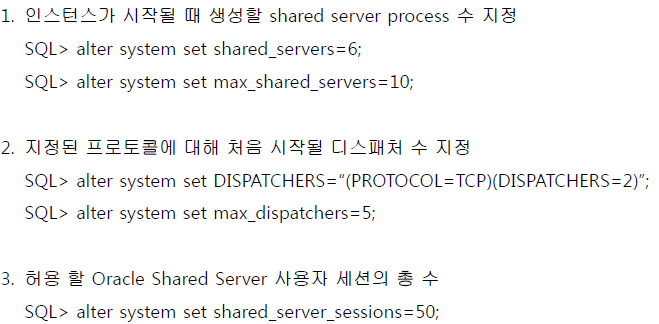 1. 인스턴스가 시작될 때 생성할 shared server process 수 지정
SQL> alter system set shared_servers=6;
SQL> alter system set max_shared_servers=10;
2. 지정된 프로토콜에 대해 처음 시작될 디스패처 수 지정
SQL> alter system set DISPATCHERS="(PROTOCOL=TCP)(DISPATCHERS=2)";
SQL> alter system set max_dispatchers=5;
3. 허용 할 Oracle Shared Server 사용자 세션의 총 수
SQL> alter system set shared_server_sessions=50;